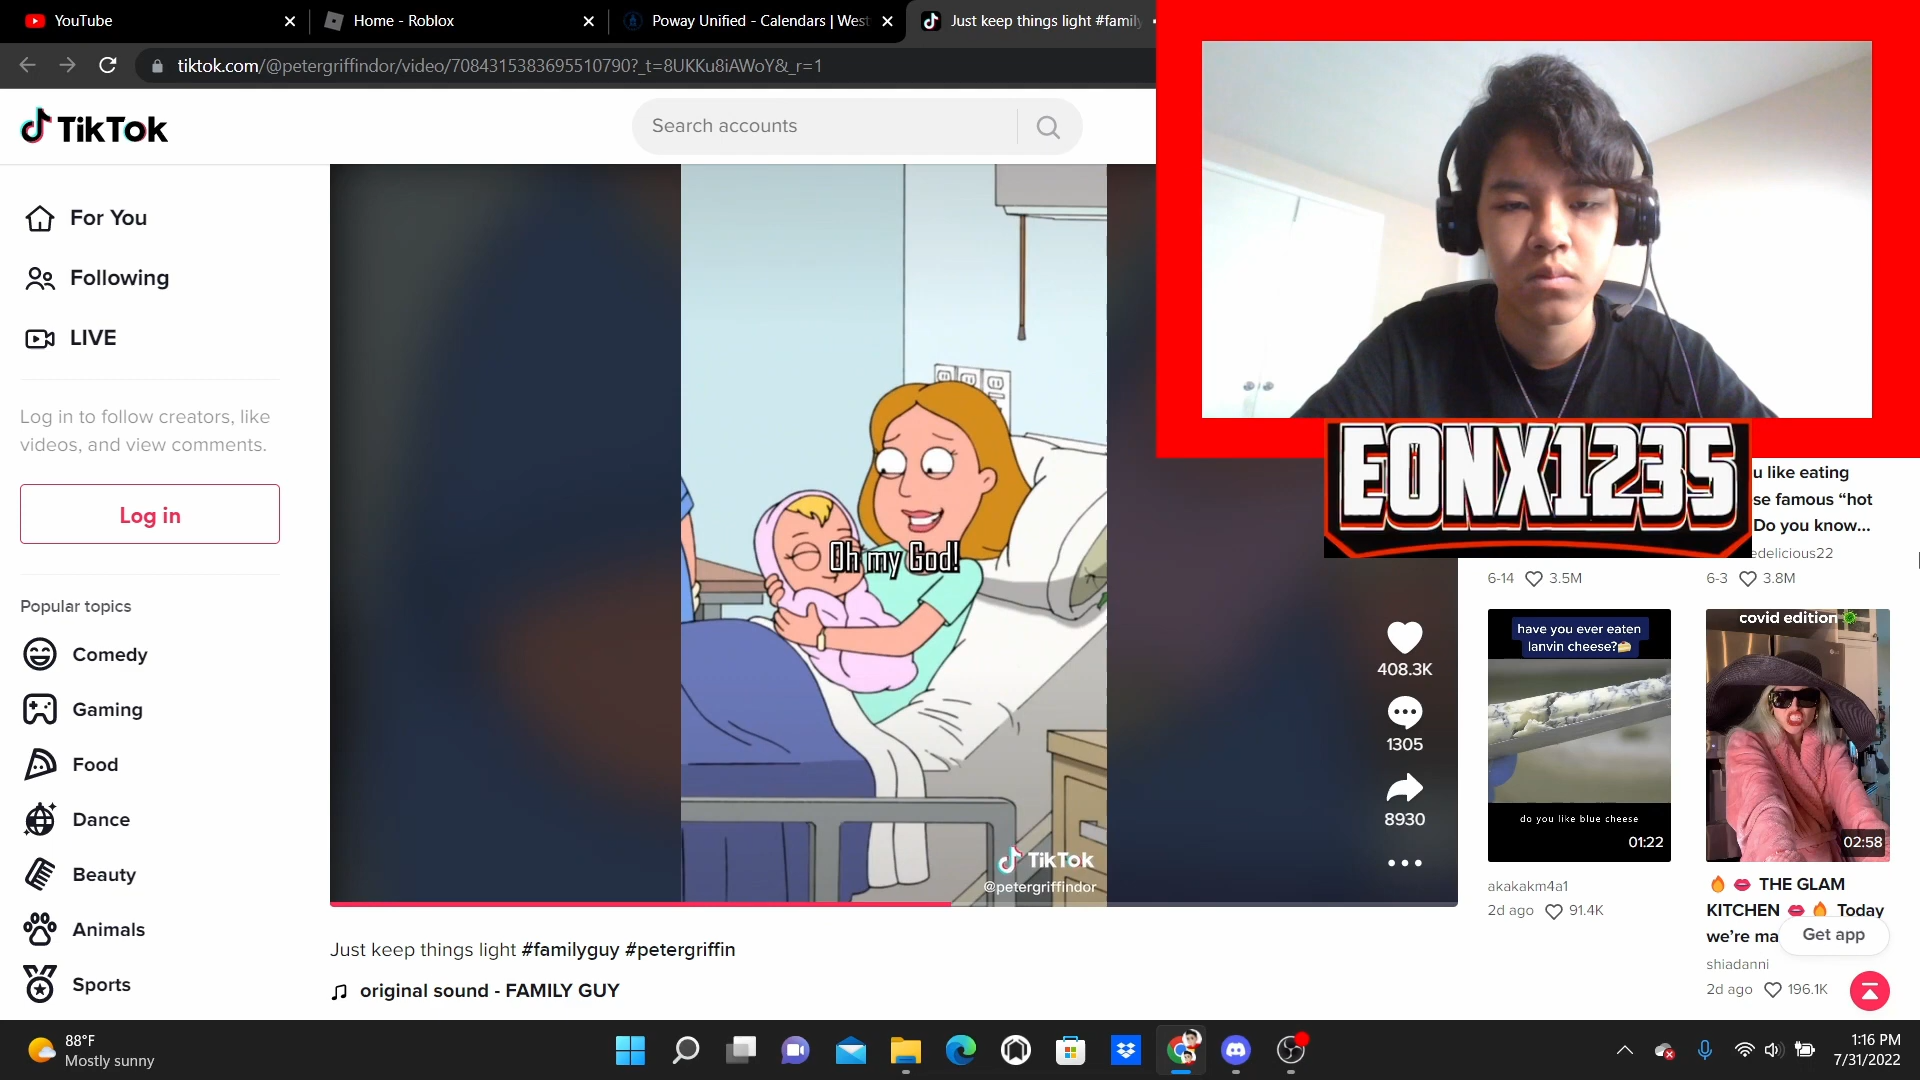 YouTube
Home - Roblox
Poway Unified - Calendars | West
Just keep things light #family
tiktok.com/@petergriffindor/video/7084315383695510790?_t=8UKKu8iAWoY&_r=1
TikTok
Search accounts
For You
Following
LIVE
Log in to follow creators, like
videos, and view comments.
Log in
Popular topics
Comedy
Gaming
Food
Dance
Beauty
Animals
Sports
Oh my God!
TikTok
@petergriffindor
408.3K
1305
8930
Just keep things light #familyguy #petergriffin
original sound - FAMILY GUY
EONX1235
u like eating
se famous “hot
Do you know...
edelicious22
6-14 3.5M
6-3 3.8M
have you ever eaten
lanvin cheese?
do you like blue cheese
01:22
akakakm4a1
2d ago 91.4K
covid edition
02:58
THE GLAM
KITCHEN Today
we’re ma
Get app
shiadanni
2d ago 196.1K
88°F
Mostly sunny
1:16 PM
7/31/2022